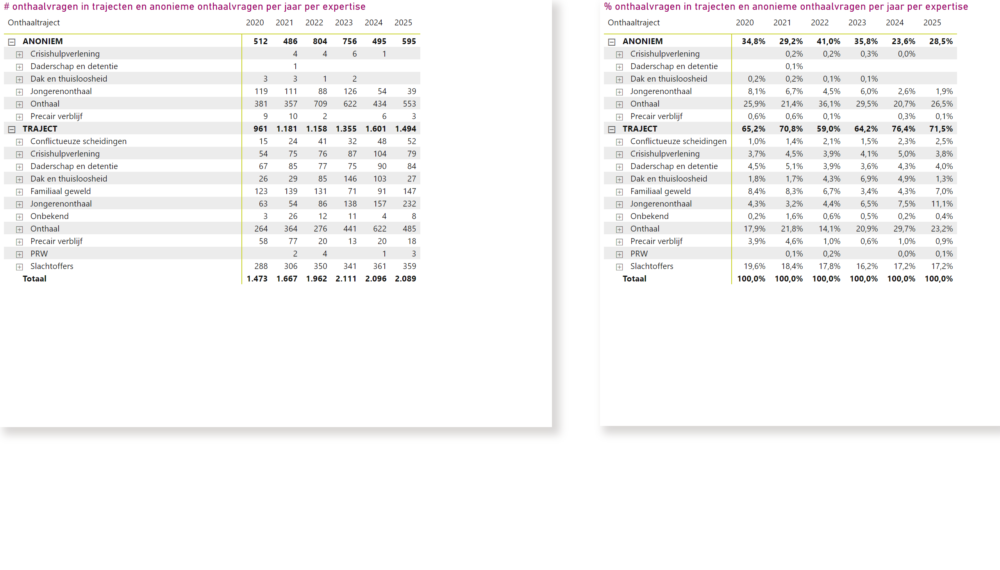 # onthaalvragen in trajecten en anonieme onthaalvragen per jaar per expertise
Onthaaltraject 2020 2021 2022 2023 2024 2025
ANONIEM 512 486 804 756 495 595
Crisishulpverlening 4 4 6 1
Daderschap en detentie 1
Dak en thuisloosheid 3 3 1 2
Jongerenonthaal 119 111 88 126 54 39
Onthaal 381 357 709 622 434 553
Precair verblijf 9 10 2 6 3
TRAJECT 961 1.181 1.158 1.355 1.601 1.494
Conflictueuze scheidingen 15 24 41 32 48 52
Crisishulpverlening 54 75 76 87 104 79
Daderschap en detentie 67 85 77 75 90 84
Dak en thuisloosheid 26 29 85 146 103 27
Familiaal geweld 123 139 131 71 91 147
Jongerenonthaal 63 54 86 138 157 232
Onbekend 3 26 12 11 4 8
Onthaal 264 364 276 441 622 485
Precair verblijf 58 77 20 13 20 18
PRW 2 4 1 3
Slachtoffers 288 306 350 341 361 359
Totaal 1.473 1.667 1.962 2.111 2.096 2.089
% onthaalvragen in trajecten en anonieme onthaalvragen per jaar per expertise
Onthaaltraject 2020 2021 2022 2023 2024 2025
ANONIEM 34,8% 29,2% 41,0% 35,8% 23,6% 28,5%
Crisishulpverlening 0,2% 0,2% 0,3% 0,0%
Daderschap en detentie 0,1%
Dak en thuisloosheid 0,2% 0,2% 0,1% 0,1%
Jongerenonthaal 8,1% 6,7% 4,5% 6,0% 2,6% 1,9%
Onthaal 25,9% 21,4% 36,1% 29,5% 20,7% 26,5%
Precair verblijf 0,6% 0,6% 0,1% 0,3% 0,1%
TRAJECT 65,2% 70,8% 59,0% 64,2% 76,4% 71,5%
Conflictueuze scheidingen 1,0% 1,4% 2,1% 1,5% 2,3% 2,5%
Crisishulpverlening 3,7% 4,5% 3,9% 4,1% 5,0% 3,8%
Daderschap en detentie 4,5% 5,1% 3,9% 3,6% 4,3% 4,0%
Dak en thuisloosheid 1,8% 1,7% 4,3% 6,9% 4,9% 1,3%
Familiaal geweld 8,4% 8,3% 6,7% 3,4% 4,3% 7,0%
Jongerenonthaal 4,3% 3,2% 4,4% 6,5% 7,5% 11,1%
Onbekend 0,2% 1,6% 0,6% 0,5% 0,2% 0,4%
Onthaal 17,9% 21,8% 14,1% 20,9% 29,7% 23,2%
Precair verblijf 3,9% 4,6% 1,0% 0,6% 1,0% 0,9%
PRW 0,1% 0,2% 0,0% 0,1%
Slachtoffers 19,6% 18,4% 17,8% 16,2% 17,2% 17,2%
Totaal 100,0% 100,0% 100,0% 100,0% 100,0% 100,0%